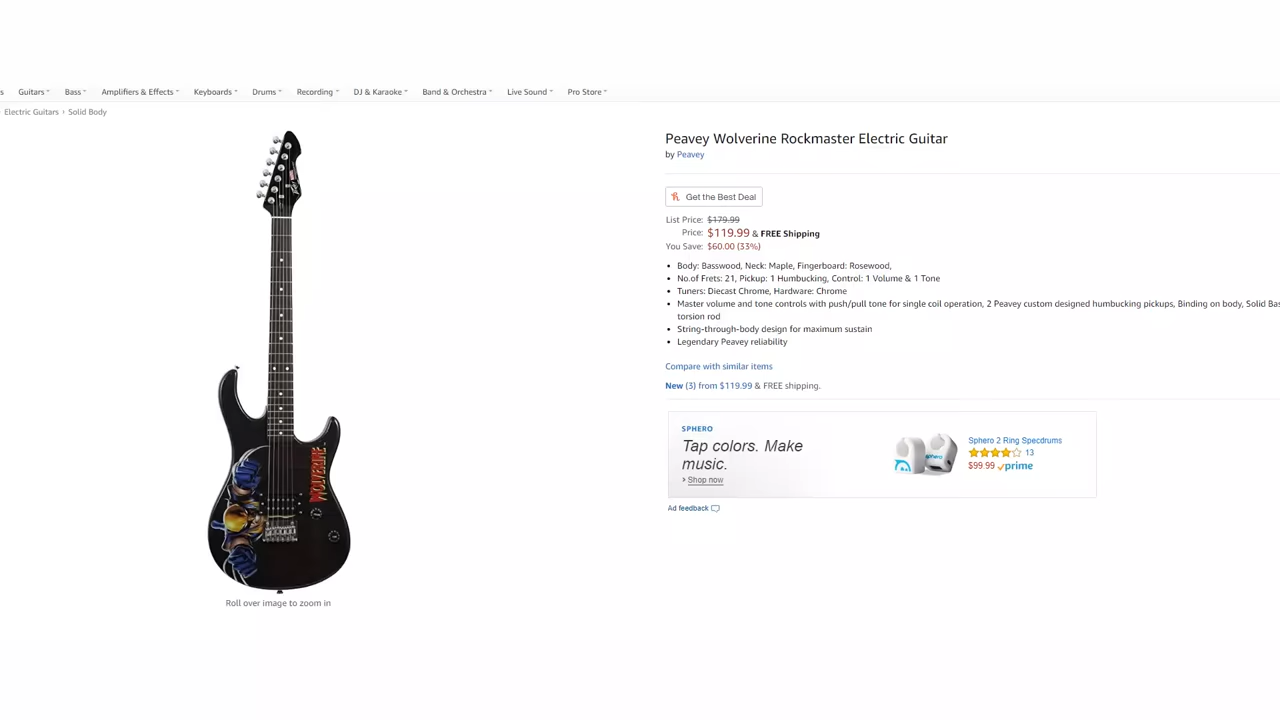 s Guitars Bass Amplifiers & Effects Keyboards Drums Recording DJ & Karaoke Band & Orchestra Live Sound Pro Store
› Electric Guitars › Solid Body
Peavey Wolverine Rockmaster Electric Guitar
by Peavey
Get the Best Deal
List Price: $179.99
Price: $119.99 & FREE Shipping
You Save: $60.00 (33%)
• Body: Basswood, Neck: Maple, Fingerboard: Rosewood,
• No.of Frets: 21, Pickup: 1 Humbucking, Control: 1 Volume & 1 Tone
• Tuners: Diecast Chrome, Hardware: Chrome
• Master volume and tone controls with push/pull tone for single coil operation, 2 Peavey custom designed humbucking pickups, Binding on body, Solid Bas
torsion rod
• String-through-body design for maximum sustain
• Legendary Peavey reliability
Compare with similar items
New (3) from $119.99 & FREE shipping.
SPHERO
Tap colors. Make
music.
› Shop now
sphero
Sphero 2 Ring Specdrums
13
$99.99 prime
Ad feedback
WOLVERINE
Roll over image to zoom in